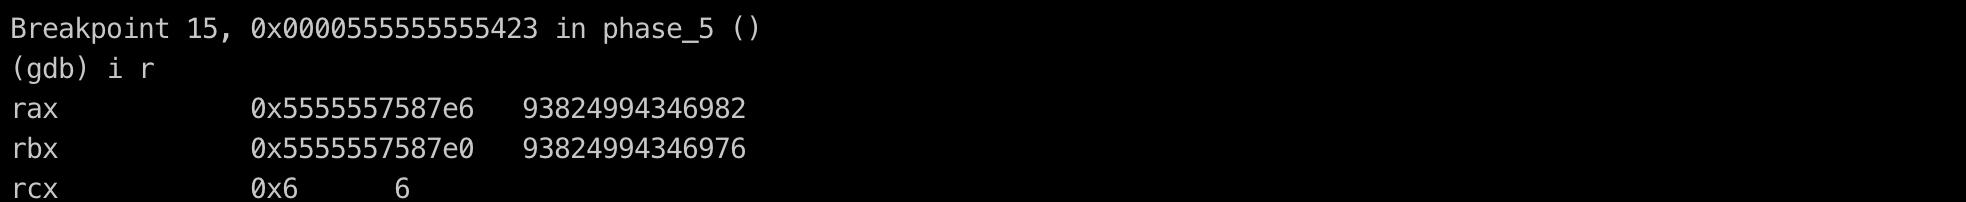 Breakpoint 15, 0x0000555555555423 in phase_5 ()
(gdb) i r
rax            0x5555557587e6   93824994346982
rbx            0x5555557587e0   93824994346976
rcx            0x6      6